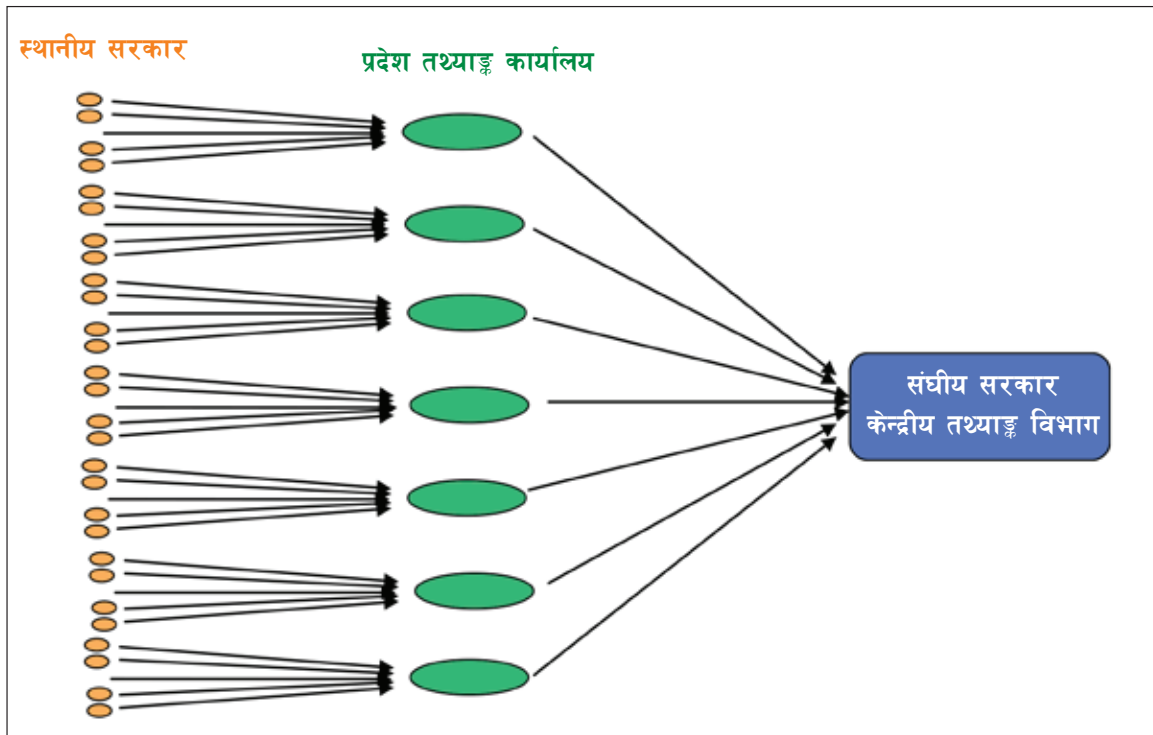 स्थानीय सरकार
प्रदेश तथ्याङ्क कार्यालय
संघीय सरकार
केन्द्रीय तथ्याङ्क विभाग